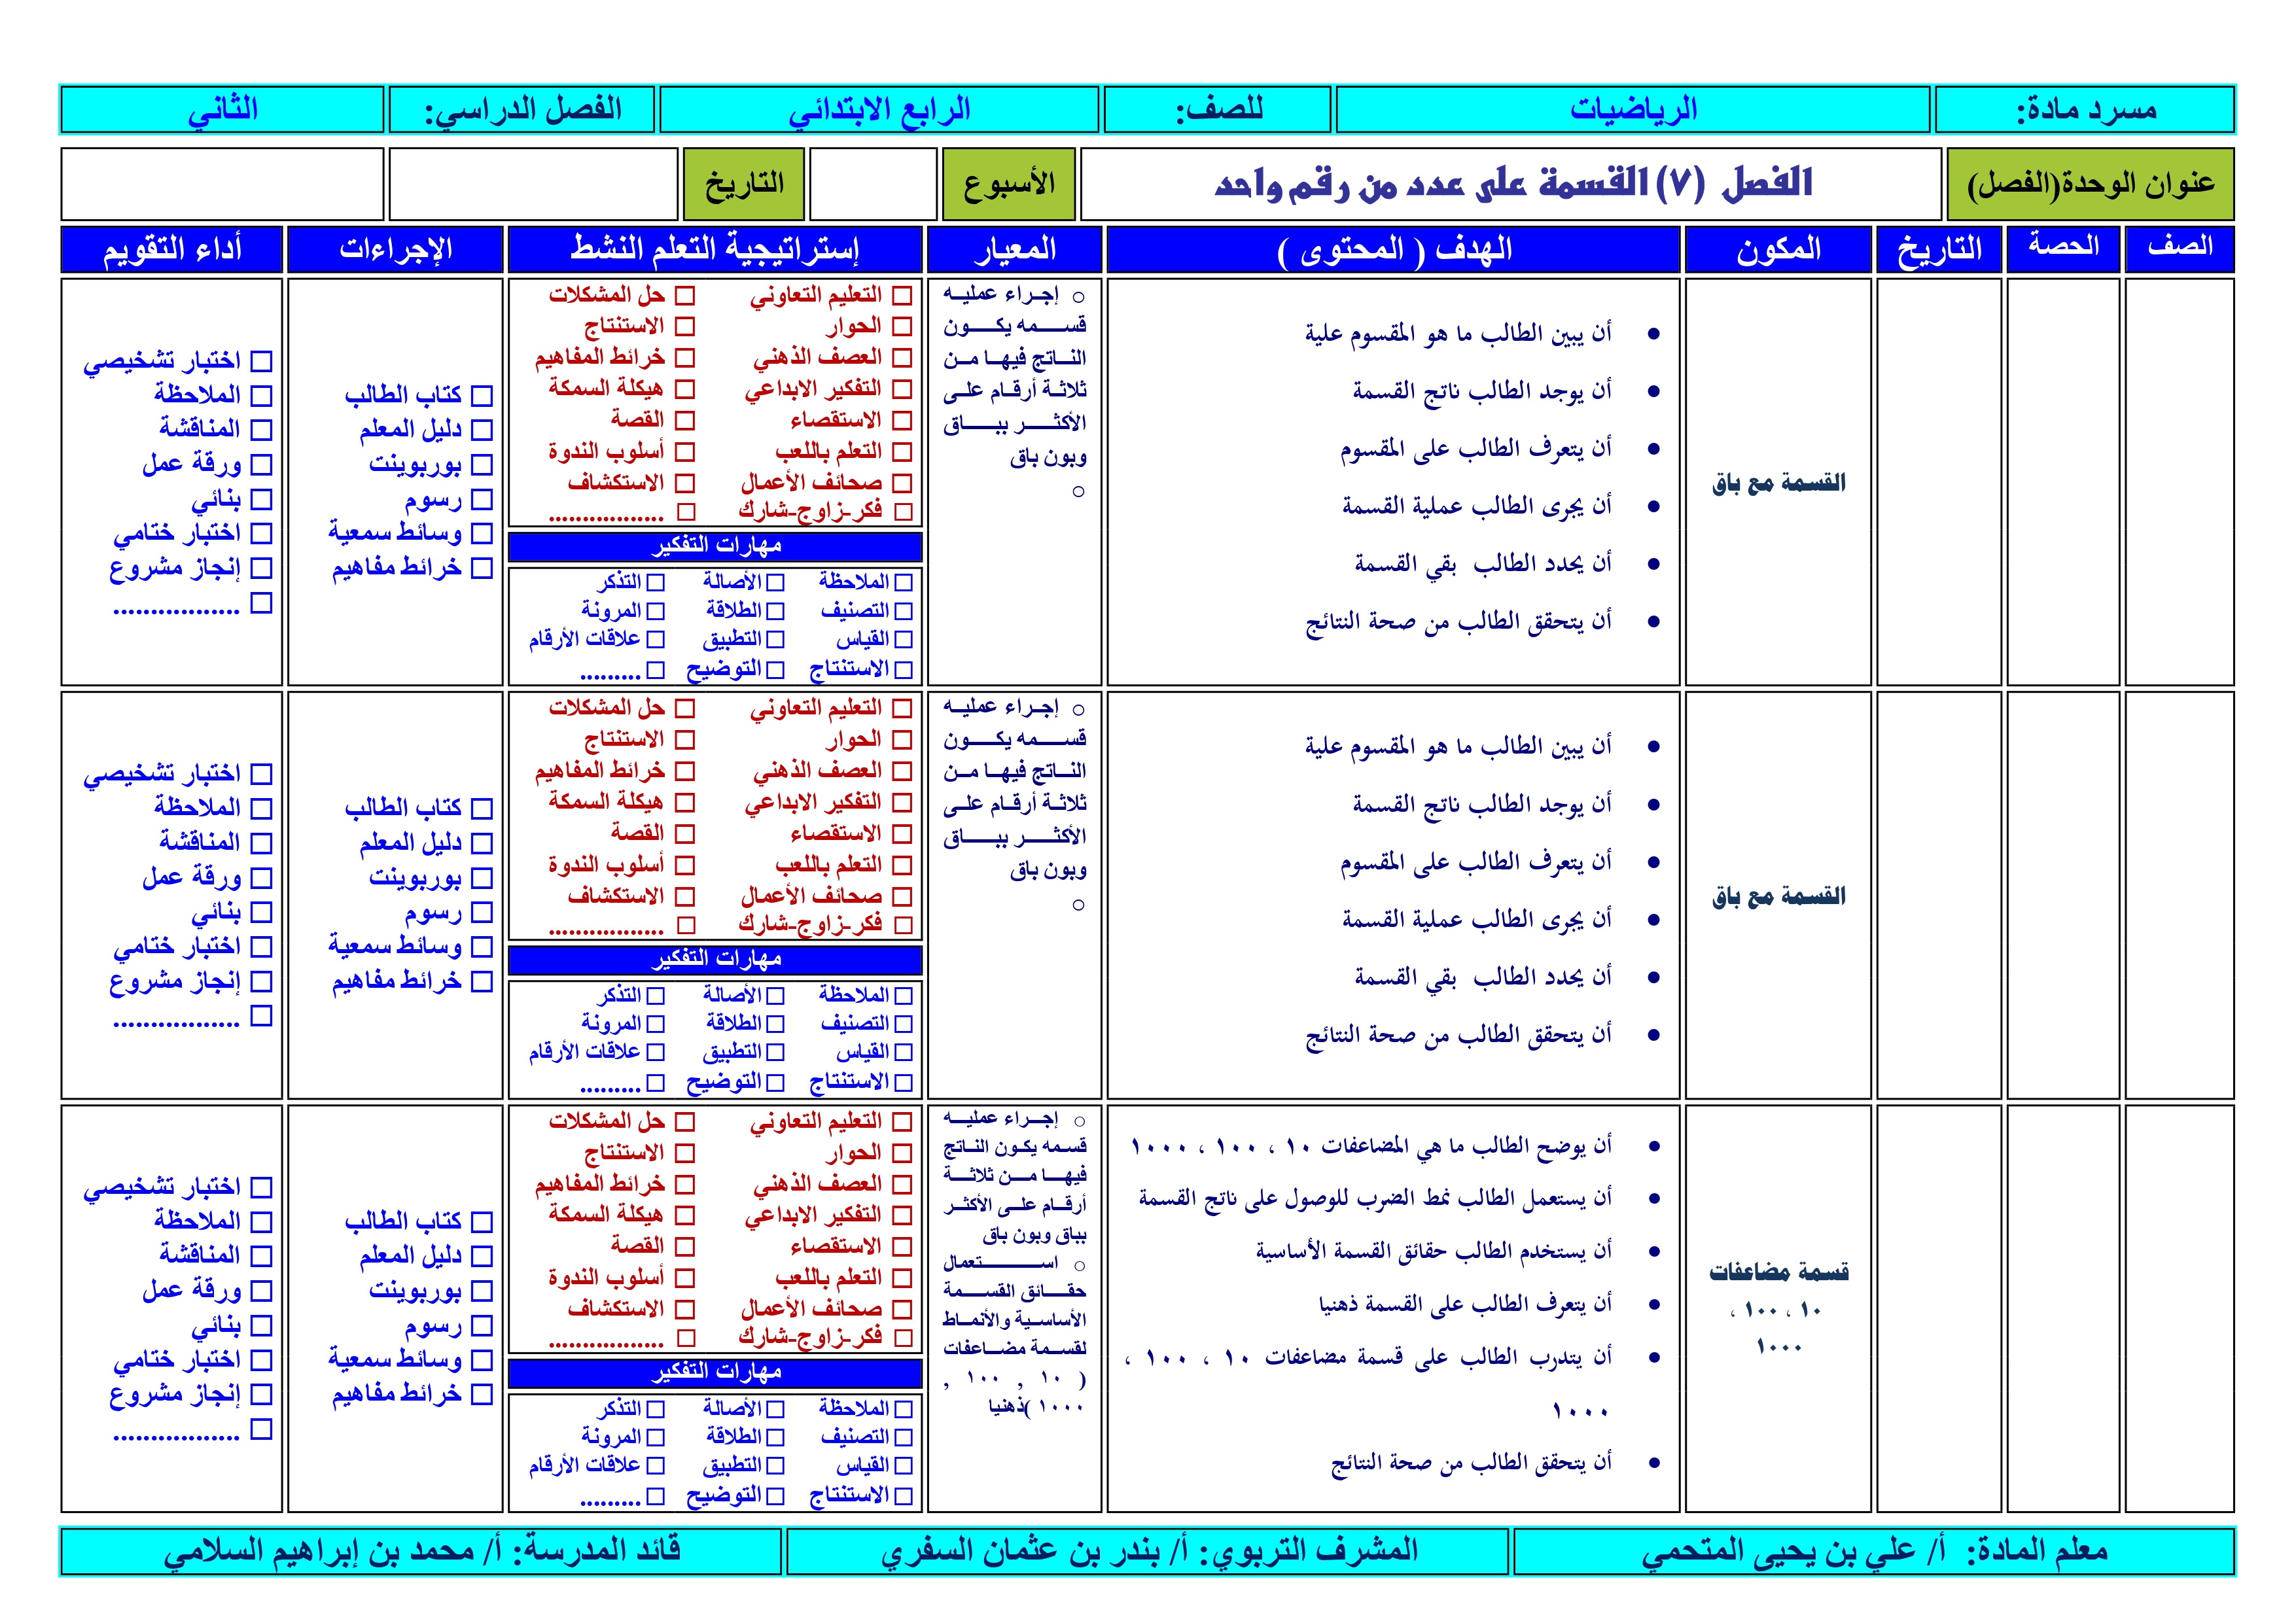 مسرد مادة: الرياضيات للصف: الرابع الابتدائي الفصل الدراسي: الثاني
عنوان الوحدة(الفصل) الفصل (٧) القسمة على عدد من رقم واحد الأسبوع التاريخ
الصف الحصة التاريخ المكون الهدف ( المحتوى ) المعيار إستراتيجية التعلم النشط الإجراءات أداء التقويم
القسمة مع باق
• أن يبين الطالب ما هو المقسوم علية
• أن يوجد الطالب ناتج القسمة
• أن يتعرف الطالب على المقسوم
• أن يجرى الطالب عملية القسمة
• أن يحدد الطالب بقي القسمة
• أن يتحقق الطالب من صحة النتائج
○ إجراء عمليه
قسمه يكون
الناتج فيها من
ثلاثة أرقام على
الأكثر بباق
وبون باق
○
□ التعليم التعاوني □ حل المشكلات
□ الحوار □ الاستنتاج
□ العصف الذهني □ خرائط المفاهيم
□ التفكير الابداعي □ هيكلة السمكة
□ الاستقصاء □ القصة
□ التعلم باللعب □ أسلوب الندوة
□ صحائف الأعمال □ الاستكشاف
□ فكر-زاوج-شارك □ .................
مهارات التفكير
□ الملاحظة □ الأصالة □ التذكر
□ التصنيف □ الطلاقة □ المرونة
□ القياس □ التطبيق □ علاقات الأرقام
□ الاستنتاج □ التوضيح □ .........
□ كتاب الطالب
□ دليل المعلم
□ بوربوينت
□ رسوم
□ وسائط سمعية
□ خرائط مفاهيم
□ اختبار تشخيصي
□ الملاحظة
□ المناقشة
□ ورقة عمل
□ بنائي
□ اختبار ختامي
□ إنجاز مشروع
□ .................
القسمة مع باق
• أن يبين الطالب ما هو المقسوم علية
• أن يوجد الطالب ناتج القسمة
• أن يتعرف الطالب على المقسوم
• أن يجرى الطالب عملية القسمة
• أن يحدد الطالب بقي القسمة
• أن يتحقق الطالب من صحة النتائج
○ إجراء عمليه
قسمه يكون
الناتج فيها من
ثلاثة أرقام على
الأكثر بباق
وبون باق
○
□ التعليم التعاوني □ حل المشكلات
□ الحوار □ الاستنتاج
□ العصف الذهني □ خرائط المفاهيم
□ التفكير الابداعي □ هيكلة السمكة
□ الاستقصاء □ القصة
□ التعلم باللعب □ أسلوب الندوة
□ صحائف الأعمال □ الاستكشاف
□ فكر-زاوج-شارك □ .................
مهارات التفكير
□ الملاحظة □ الأصالة □ التذكر
□ التصنيف □ الطلاقة □ المرونة
□ القياس □ التطبيق □ علاقات الأرقام
□ الاستنتاج □ التوضيح □ .........
□ كتاب الطالب
□ دليل المعلم
□ بوربوينت
□ رسوم
□ وسائط سمعية
□ خرائط مفاهيم
□ اختبار تشخيصي
□ الملاحظة
□ المناقشة
□ ورقة عمل
□ بنائي
□ اختبار ختامي
□ إنجاز مشروع
□ .................
قسمة مضاعفات
١٠ ، ١٠٠ ،
١٠٠٠
• أن يوضح الطالب ما هي المضاعفات ١٠ ، ١٠٠ ، ١٠٠٠
• أن يستعمل الطالب نمط الضرب للوصول على ناتج القسمة
• أن يستخدم الطالب حقائق القسمة الأساسية
• أن يتعرف الطالب على القسمة ذهنيا
• أن يتدرب الطالب على قسمة مضاعفات ١٠ ، ١٠٠ ،
١٠٠٠
• أن يتحقق الطالب من صحة النتائج
○ إجراء عمليه
قسمه يكون الناتج
فيها من ثلاثة
أرقام على الأكثر
بباق وبون باق
○ استعمال
حقائق القسمة
الأساسية والأنماط
لقسمة مضاعفات
( ١٠ , ١٠٠ ,
١٠٠٠ )ذهنيا
□ التعليم التعاوني □ حل المشكلات
□ الحوار □ الاستنتاج
□ العصف الذهني □ خرائط المفاهيم
□ التفكير الابداعي □ هيكلة السمكة
□ الاستقصاء □ القصة
□ التعلم باللعب □ أسلوب الندوة
□ صحائف الأعمال □ الاستكشاف
□ فكر-زاوج-شارك □ .................
مهارات التفكير
□ الملاحظة □ الأصالة □ التذكر
□ التصنيف □ الطلاقة □ المرونة
□ القياس □ التطبيق □ علاقات الأرقام
□ الاستنتاج □ التوضيح □ .........
□ كتاب الطالب
□ دليل المعلم
□ بوربوينت
□ رسوم
□ وسائط سمعية
□ خرائط مفاهيم
□ اختبار تشخيصي
□ الملاحظة
□ المناقشة
□ ورقة عمل
□ بنائي
□ اختبار ختامي
□ إنجاز مشروع
□ .................
معلم المادة: أ/ علي بن يحيى المتحمي المشرف التربوي: أ/ بندر بن عثمان السفري قائد المدرسة: أ/ محمد بن إبراهيم السلامي